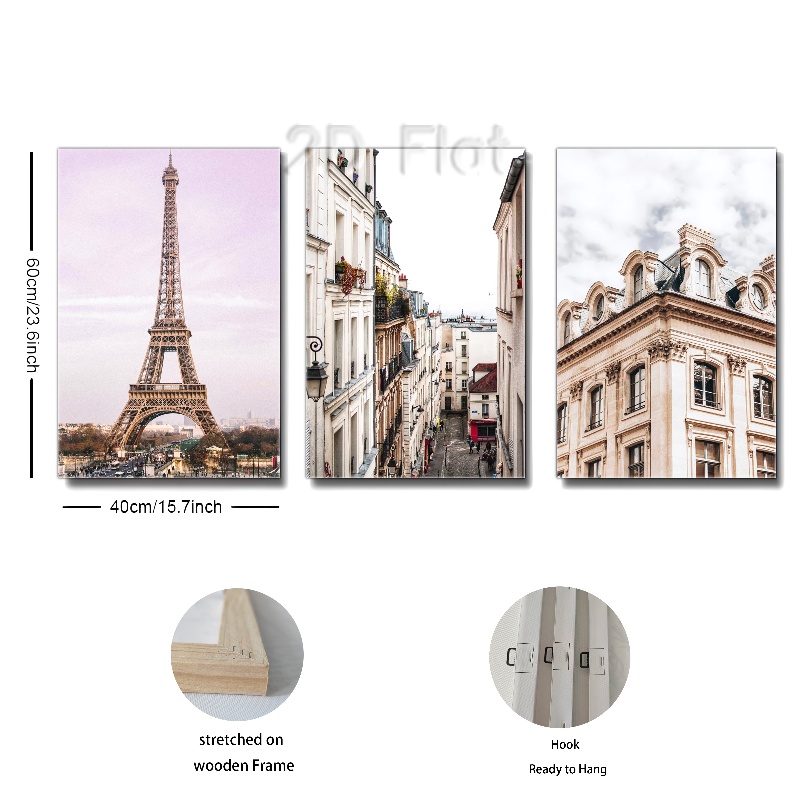 2D Flat
60cm/23.6inch
40cm/15.7inch
stretched on
wooden Frame
Hook
Ready to Hang